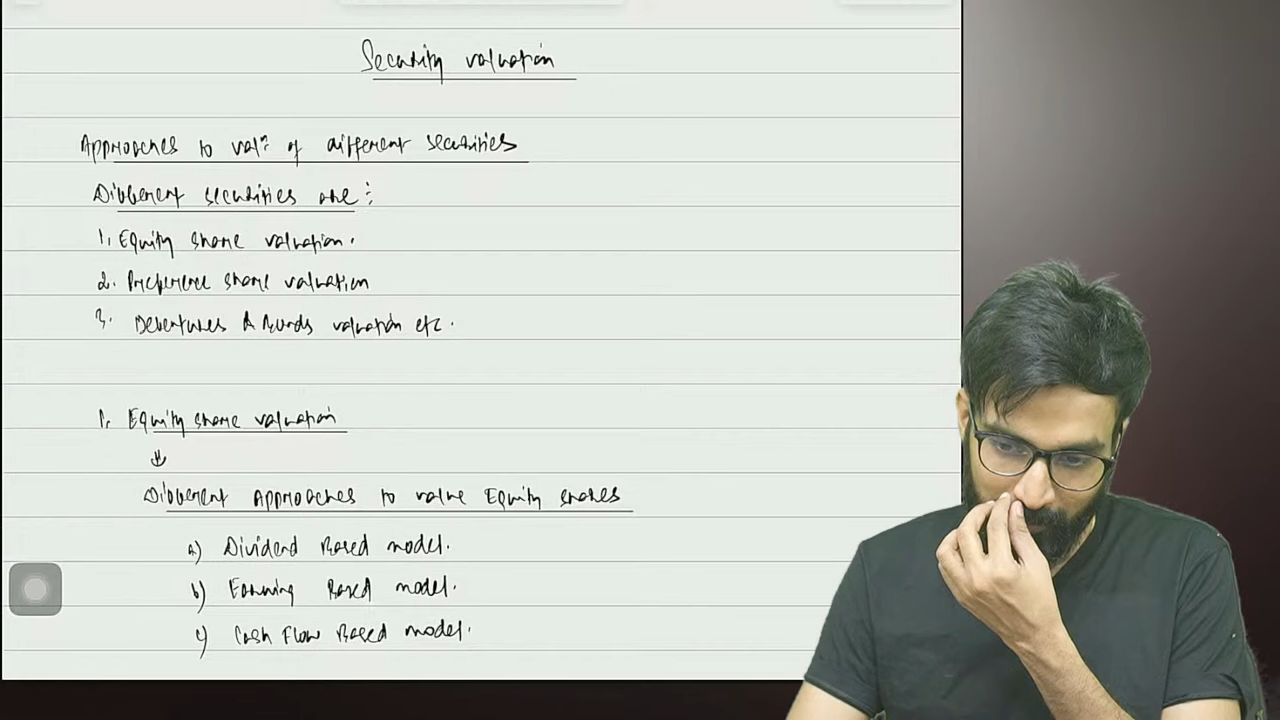 Security valuation
Approaches to valn of different securities
Different securities are :
1. Equity share valuation.
2. Preference share valuation
3. Debentures & Bonds valuation etc.
1. Equity share valuation
Different Approaches to value Equity shares
a) Dividend Based model.
b) Earning Based model.
c) Cash Flow Based model.